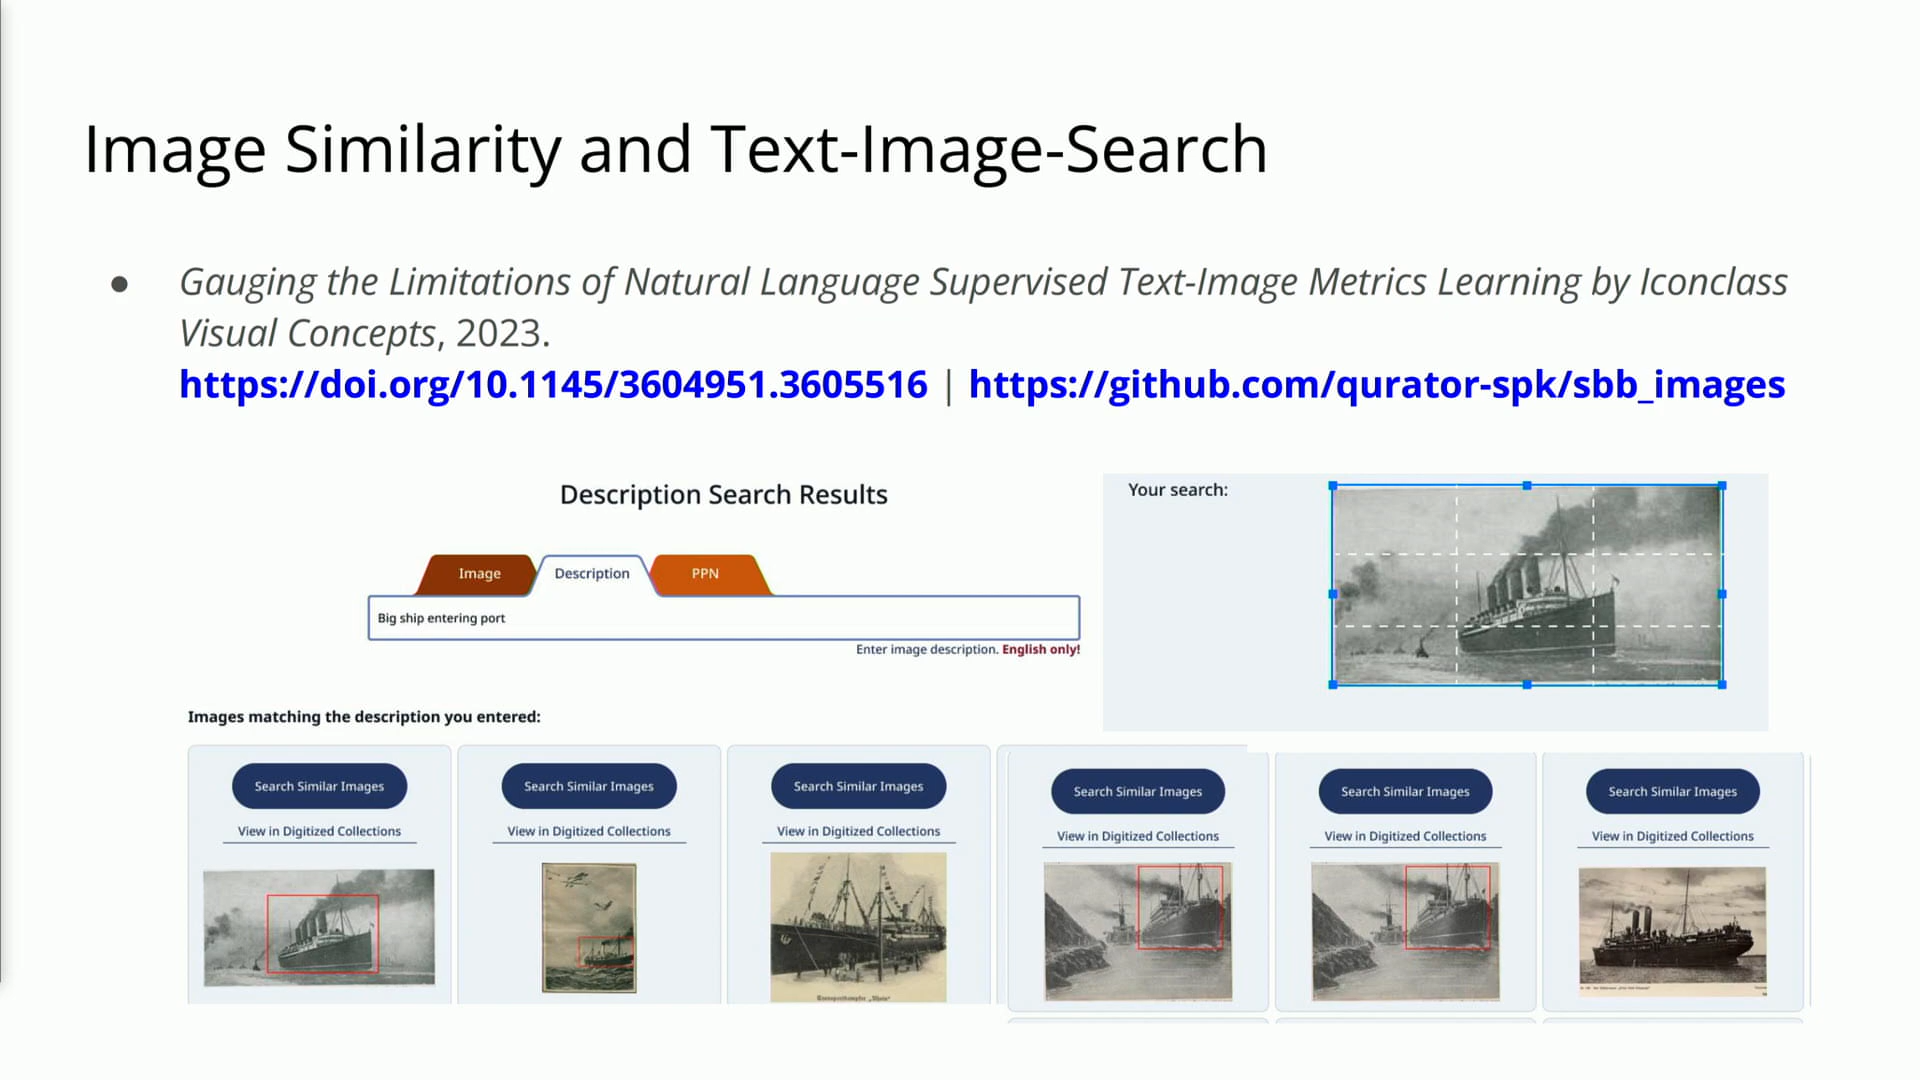 Image Similarity and Text-Image-Search
● Gauging the Limitations of Natural Language Supervised Text-Image Metrics Learning by Iconclass
Visual Concepts, 2023.
https://doi.org/10.1145/3604951.3605516 | https://github.com/qurator-spk/sbb_images
Description Search Results
Image Description PPN
Big ship entering port
Enter image description. English only!
Your search:
Images matching the description you entered:
Search Similar Images Search Similar Images Search Similar Images Search Similar Images Search Similar Images Search Similar Images
View in Digitized Collections View in Digitized Collections View in Digitized Collections View in Digitized Collections View in Digitized Collections View in Digitized Collections